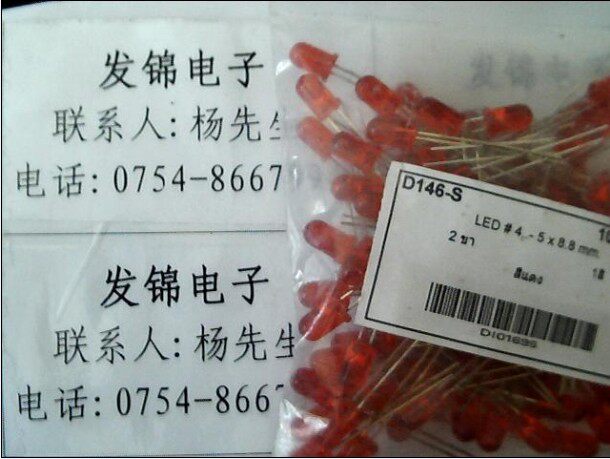 发锦电子
联系人: 杨先生
电话: 0754-8667
发锦电子
联系人: 杨先生
电话: 0754-8667
D146-S
LED # 4, - 5 x 8.8 mm.
2 ขา
สีแดง